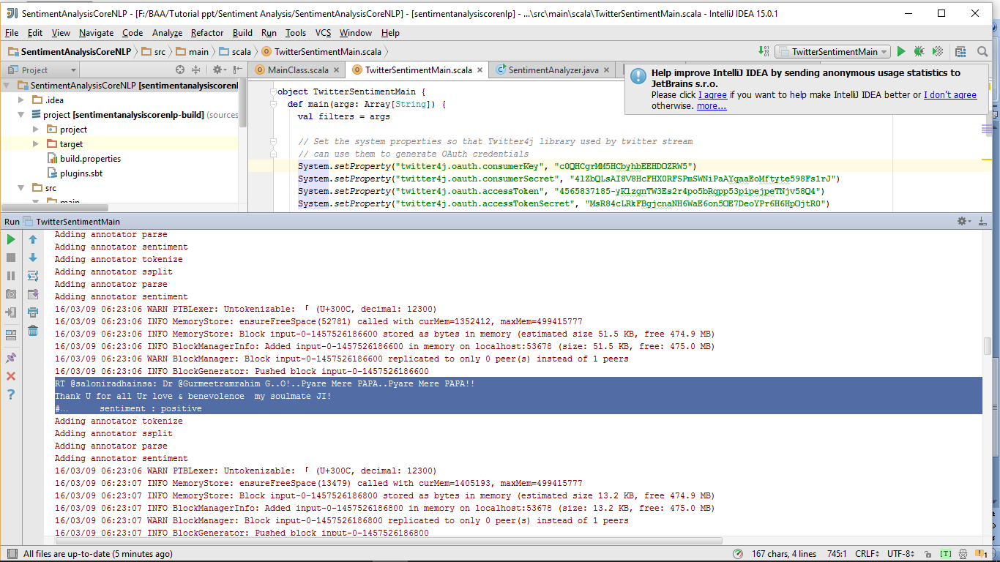 SentimentAnalysisCoreNLP - [F:/BAA/Tutorial ppt/Sentiment Analysis/SentimentAnalysisCoreNLP] - [sentimentanalysiscorenlp] - ...\src\main\scala\TwitterSentimentMain.scala - IntelliJ IDEA 15.0.1
File Edit View Navigate Code Analyze Refactor Build Run Tools VCS Window Help
SentimentAnalysisCoreNLP src main scala TwitterSentimentMain.scala TwitterSentimentMain
Project MainClass.scala TwitterSentimentMain.scala SentimentAnalyzer.java
Help improve IntelliJ IDEA by sending anonymous usage statistics to
JetBrains s.r.o.
Please click I agree if you want to help make IntelliJ IDEA better or I don't agree
otherwise. more...
SentimentAnalysisCoreNLP [sentimentanalysiscorenl
.idea
project [sentimentanalysiscorenlp-build] (sources
project
target
build.properties
plugins.sbt
src
main
object TwitterSentimentMain {
def main(args: Array[String]) {
val filters = args
// Set the system properties so that Twitter4j library used by twitter stream
// can use them to generate OAuth credentials
System.setProperty("twitter4j.oauth.consumerKey", "c0QHCgrMM5HCbyhbEEHDOZRW5")
System.setProperty("twitter4j.oauth.consumerSecret", "4lZbQLsAI8V8HcFHX0RFSPmSWNiPaAYqaaEoMftyte598Fs1rJ")
System.setProperty("twitter4j.oauth.accessToken", "4565837185-yKlzgnTW3Es2r4po5bRqpp53pipejpeTNjv58Q4")
System.setProperty("twitter4j.oauth.accessTokenSecret", "MsR84cLRkFBgjcnaNH6WaE6on5OE7DeoYPr6H6HpOjtR0")
Run TwitterSentimentMain
Adding annotator parse
Adding annotator sentiment
Adding annotator tokenize
Adding annotator ssplit
Adding annotator parse
Adding annotator sentiment
16/03/09 06:23:06 WARN PTBLexer: Untokenizable: 「 (U+300C, decimal: 12300)
16/03/09 06:23:06 INFO MemoryStore: ensureFreeSpace(52781) called with curMem=1352412, maxMem=499415777
16/03/09 06:23:06 INFO MemoryStore: Block input-0-1457526186600 stored as bytes in memory (estimated size 51.5 KB, free 474.9 MB)
16/03/09 06:23:06 INFO BlockManagerInfo: Added input-0-1457526186600 in memory on localhost:53678 (size: 51.5 KB, free: 475.0 MB)
16/03/09 06:23:06 WARN BlockManager: Block input-0-1457526186600 replicated to only 0 peer(s) instead of 1 peers
16/03/09 06:23:06 INFO BlockGenerator: Pushed block input-0-1457526186600
RT @saloniradhainsa: Dr @Gurmeetramrahim G..O!..Pyare Mere PAPA..Pyare Mere PAPA!!
Thank U for all Ur love & benevolence my soulmate JI!
#… sentiment : positive
Adding annotator tokenize
Adding annotator ssplit
Adding annotator parse
Adding annotator sentiment
16/03/09 06:23:06 WARN PTBLexer: Untokenizable: 「 (U+300C, decimal: 12300)
16/03/09 06:23:07 INFO MemoryStore: ensureFreeSpace(13479) called with curMem=1405193, maxMem=499415777
16/03/09 06:23:07 INFO MemoryStore: Block input-0-1457526186800 stored as bytes in memory (estimated size 13.2 KB, free 474.9 MB)
16/03/09 06:23:07 INFO BlockManagerInfo: Added input-0-1457526186800 in memory on localhost:53678 (size: 13.2 KB, free: 475.0 MB)
16/03/09 06:23:07 WARN BlockManager: Block input-0-1457526186800 replicated to only 0 peer(s) instead of 1 peers
16/03/09 06:23:07 INFO BlockGenerator: Pushed block input-0-1457526186800
All files are up-to-date (5 minutes ago) 167 chars, 4 lines 745:1 CRLF UTF-8 [T] 1